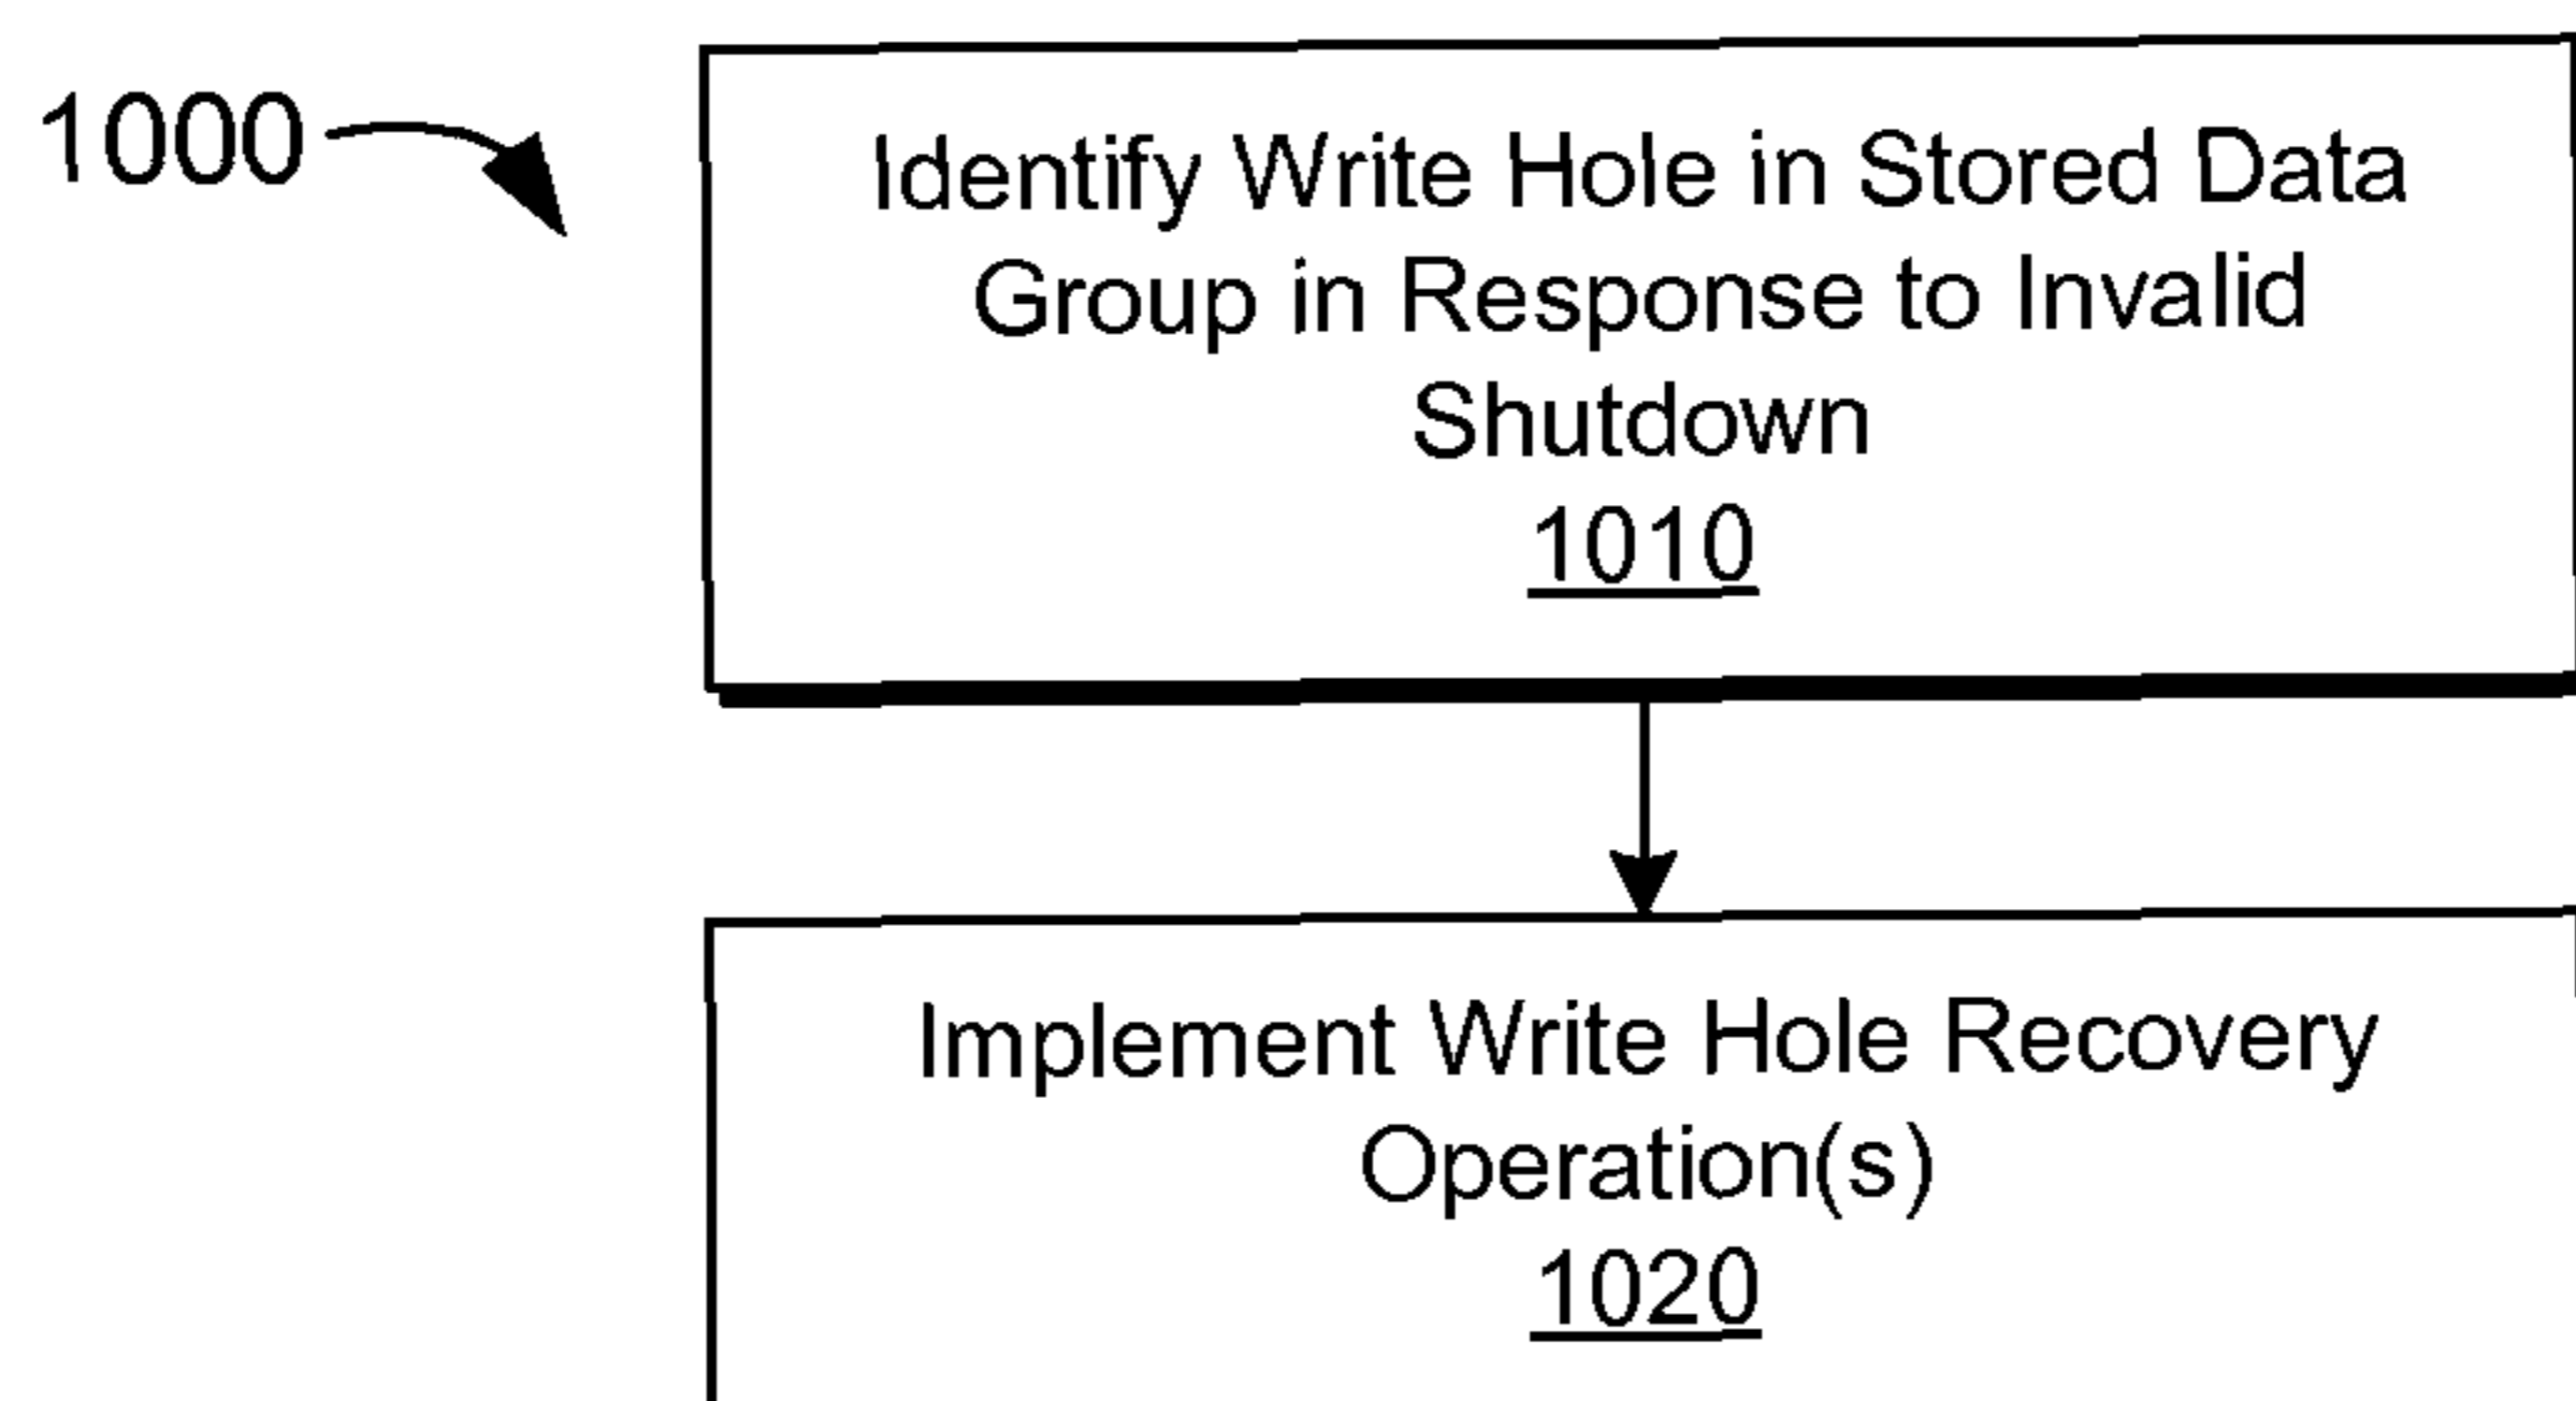 1000
Identify Write Hole in Stored Data
Group in Response to Invalid
Shutdown
1010
Implement Write Hole Recovery
Operation(s)
1020